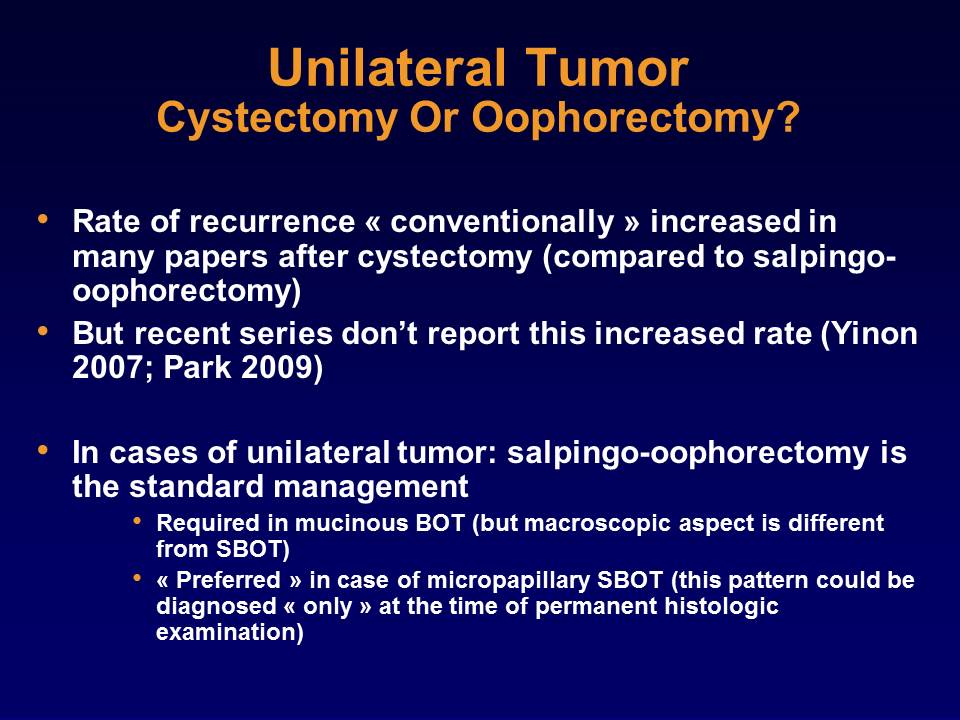 Unilateral Tumor
Cystectomy Or Oophorectomy?
• Rate of recurrence « conventionally » increased in
many papers after cystectomy (compared to salpingo-
oophorectomy)
• But recent series don’t report this increased rate (Yinon
2007; Park 2009)
• In cases of unilateral tumor: salpingo-oophorectomy is
the standard management
• Required in mucinous BOT (but macroscopic aspect is different
from SBOT)
• « Preferred » in case of micropapillary SBOT (this pattern could be
diagnosed « only » at the time of permanent histologic
examination)